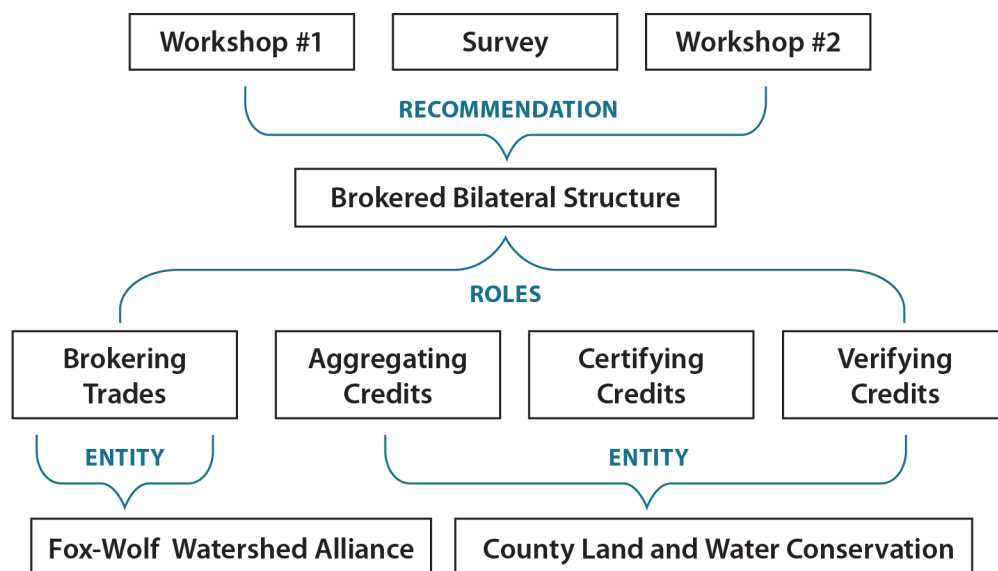 Workshop #1
Survey
Workshop #2
RECOMMENDATION
Brokered Bilateral Structure
ROLES
Brokering
Trades
Aggregating
Credits
Certifying
Credits
Verifying
Credits
ENTITY
ENTITY
Fox-Wolf Watershed Alliance
County Land and Water Conservation